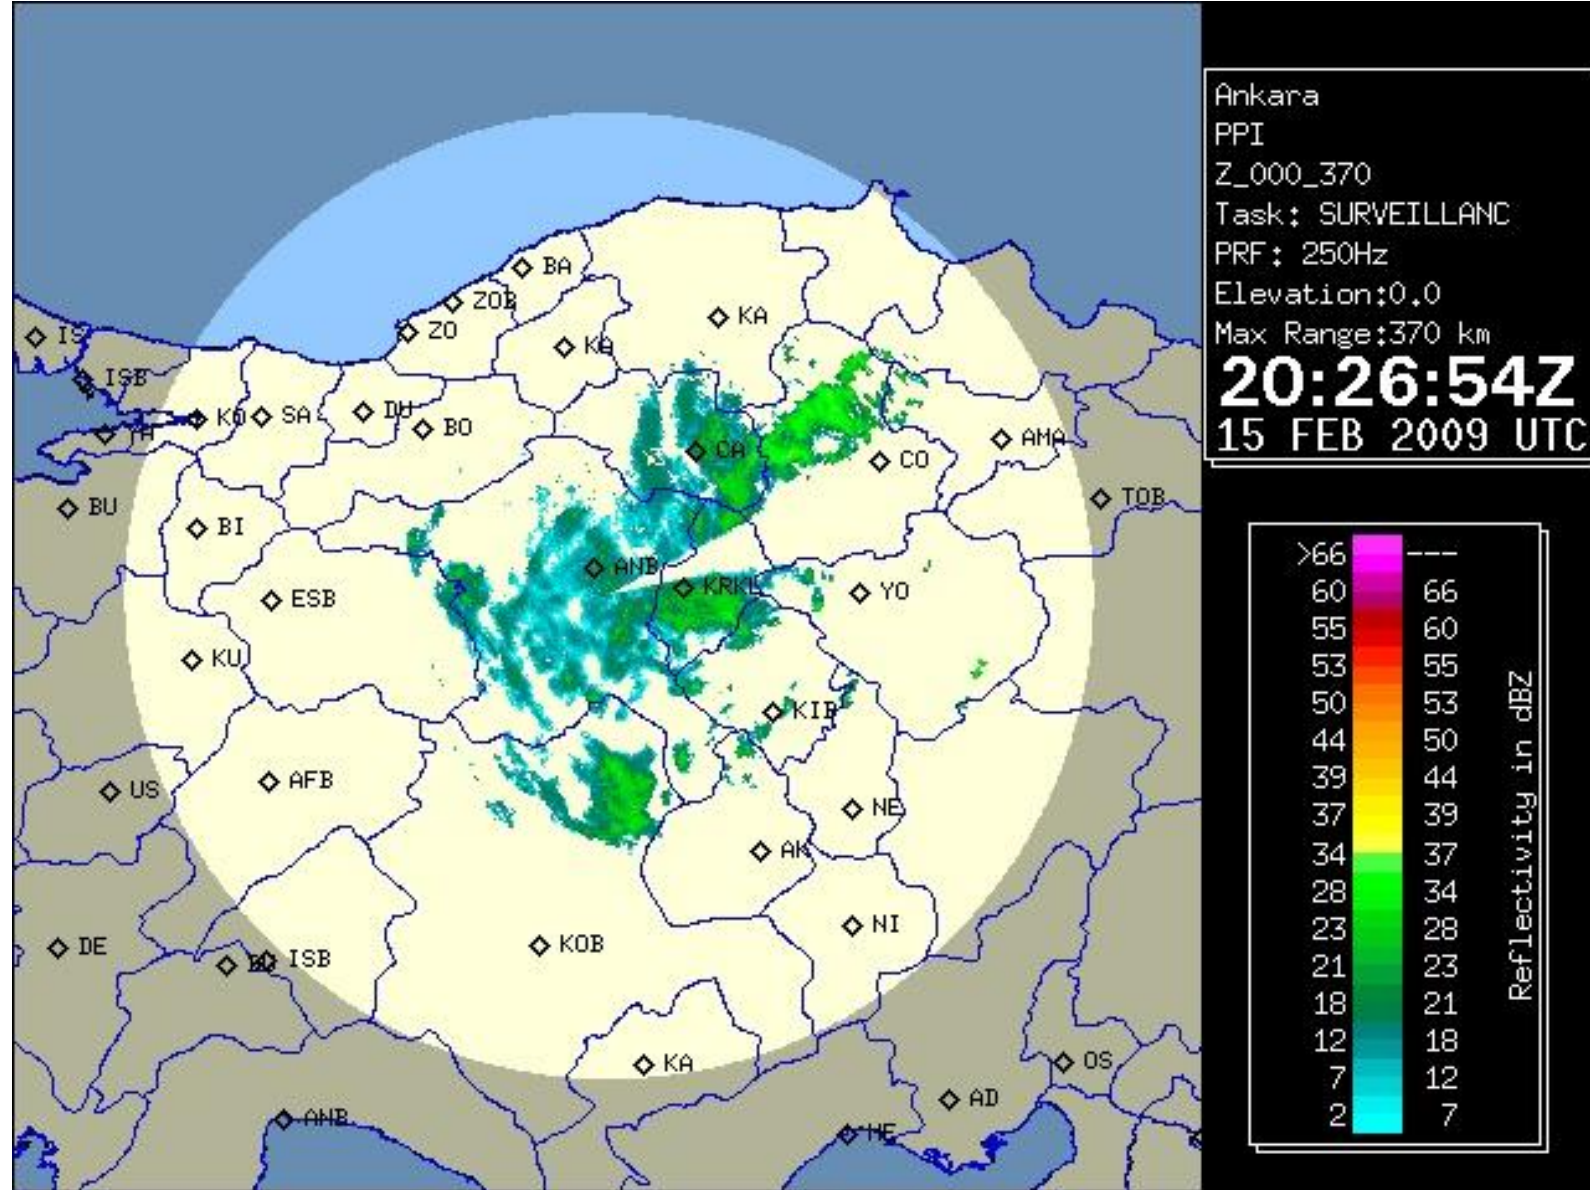 Ankara
PPI
Z_000_370
Task: SURVEILLANC
PRF: 250Hz
Elevation:0.0
Max Range:370 km
20:26:54Z
15 FEB 2009 UTC
>66 ---
60 66
55 60
53 55
50 53
44 50
39 44
37 39
34 37
28 34
23 28
21 23
18 21
12 18
7 12
2 7
Reflectivity in dBZ
BA
ZOB
ZO
KA
KA
IS
ISB
KO
SA
DU
BO
CA
CO
AMA
TOB
BU
BI
ANB
KRKL
YO
ESB
KU
KIB
US
AFB
NE
AK
DE
ISB
KOB
NI
KA
OS
AD
ANB